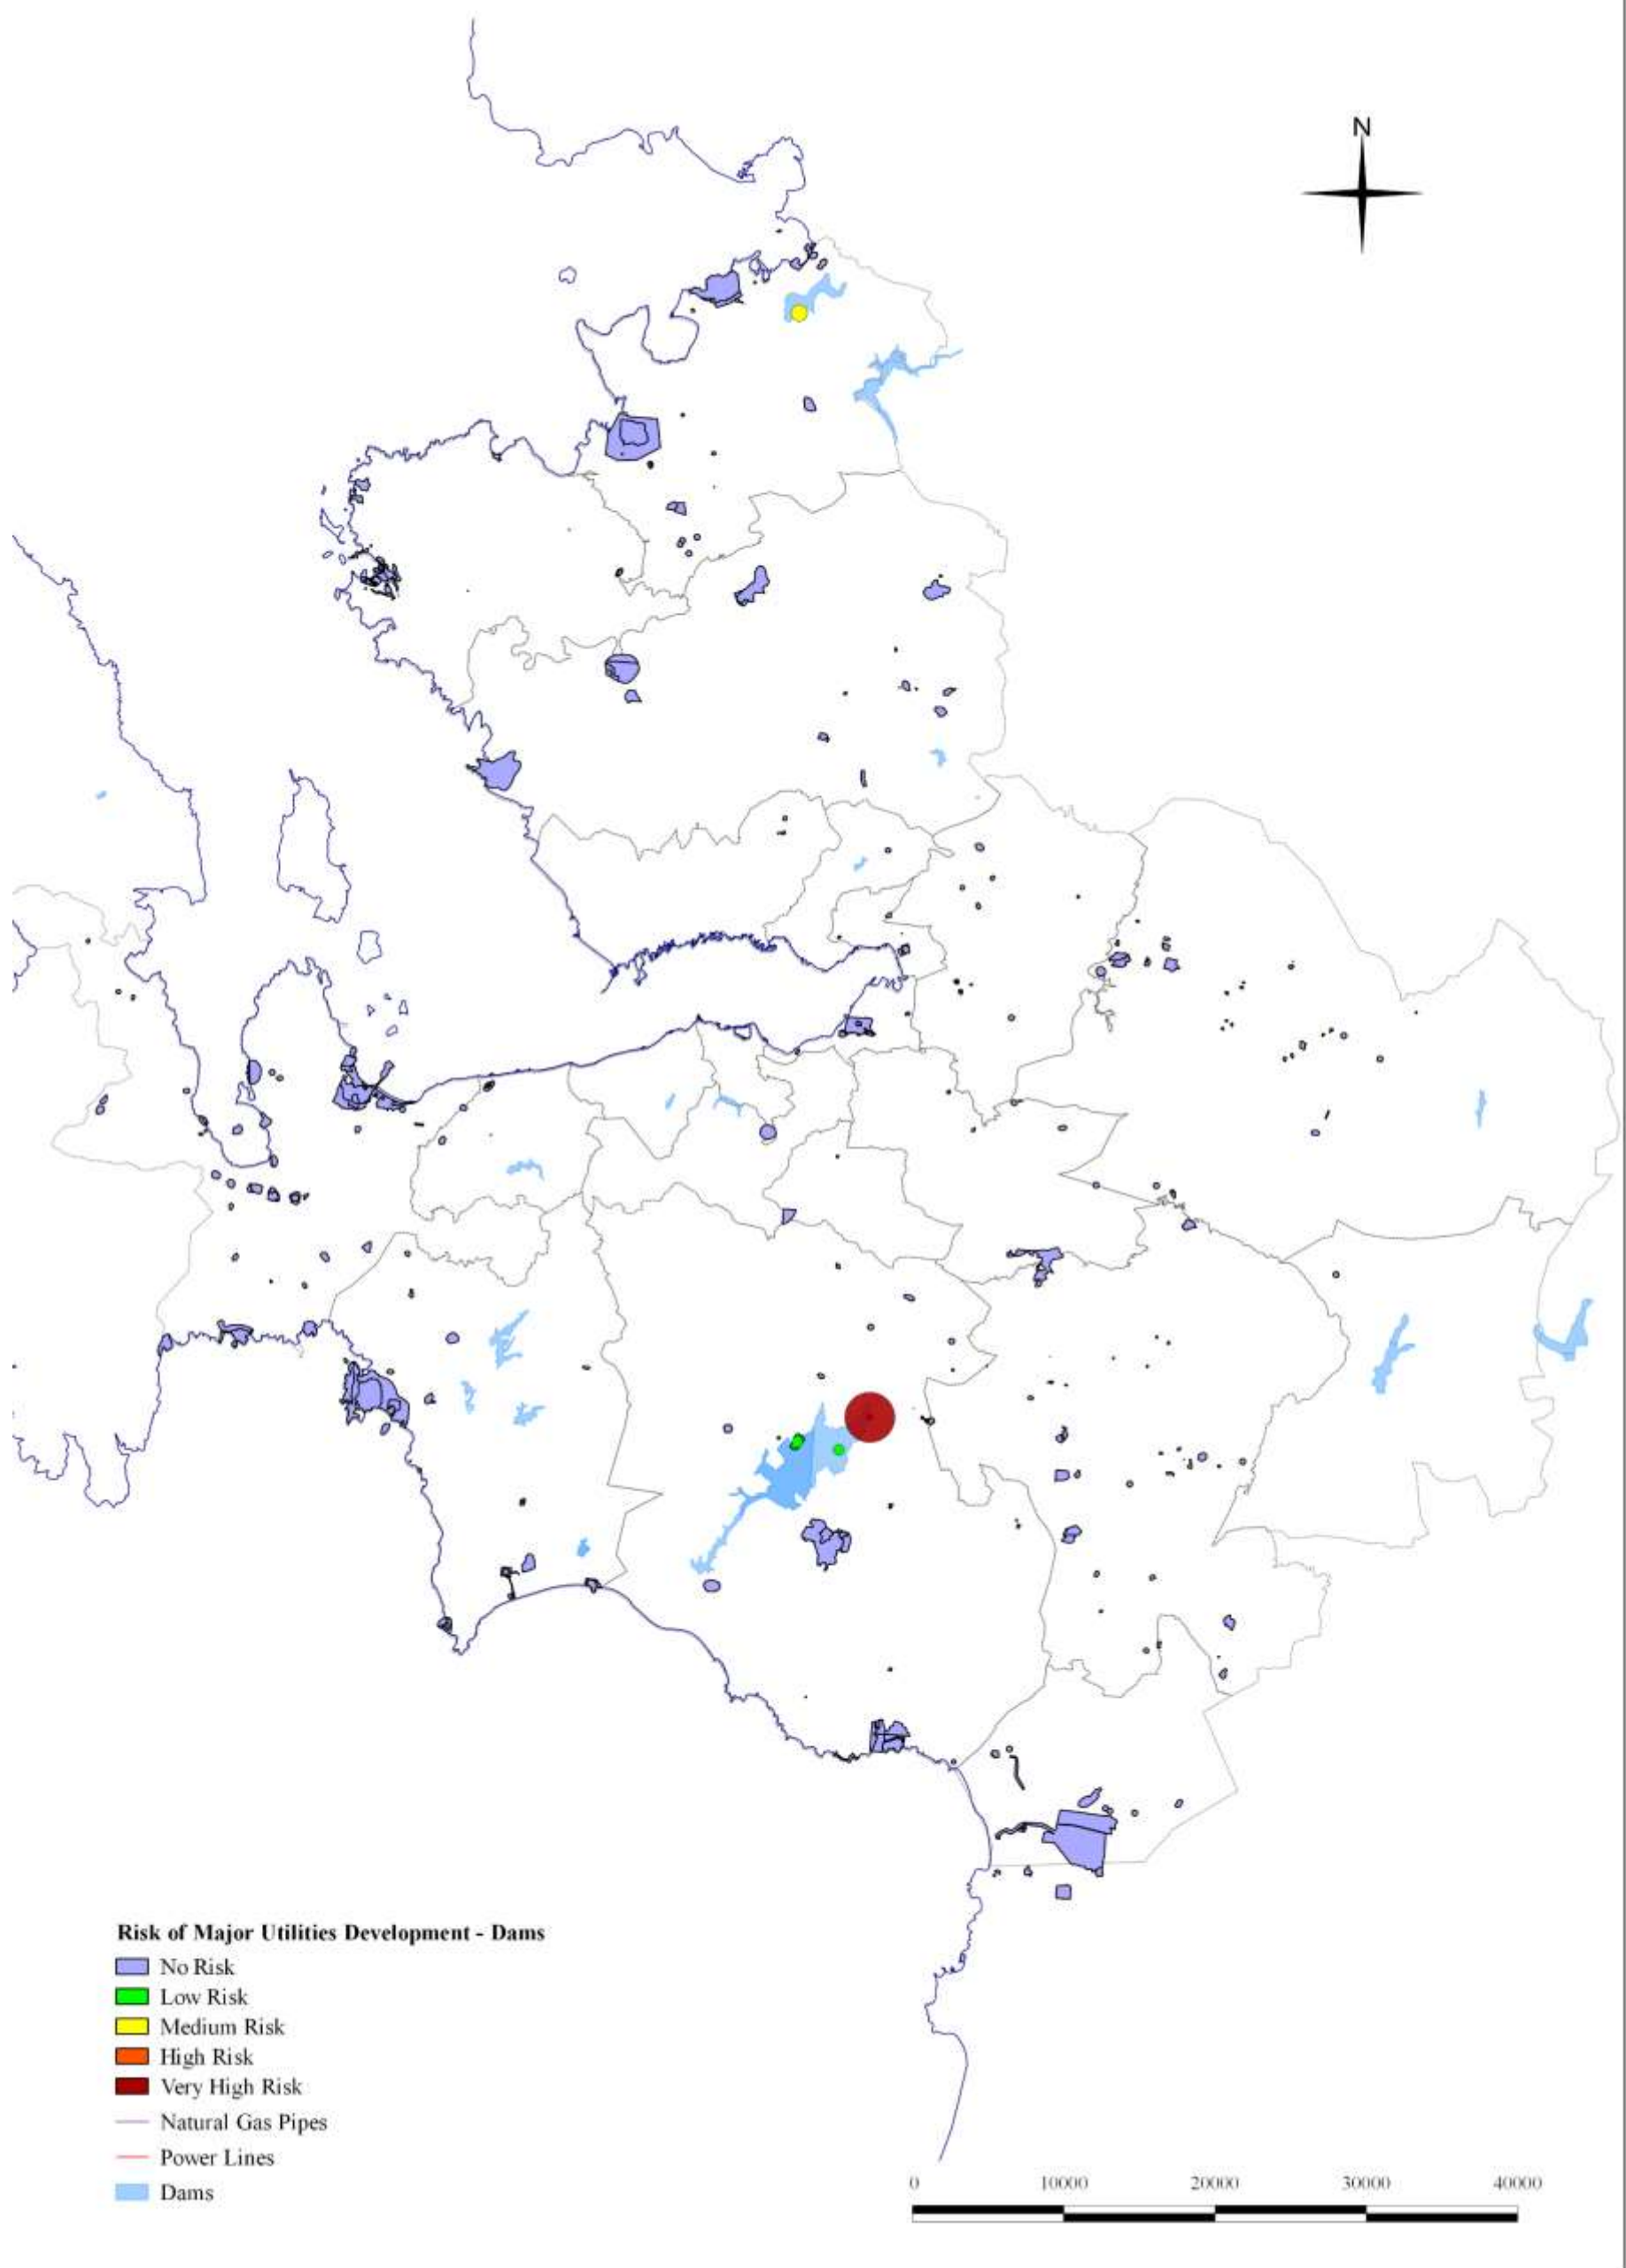 N
Risk of Major Utilities Development - Dams
No Risk
Low Risk
Medium Risk
High Risk
Very High Risk
Natural Gas Pipes
Power Lines
Dams
0 10000 20000 30000 40000